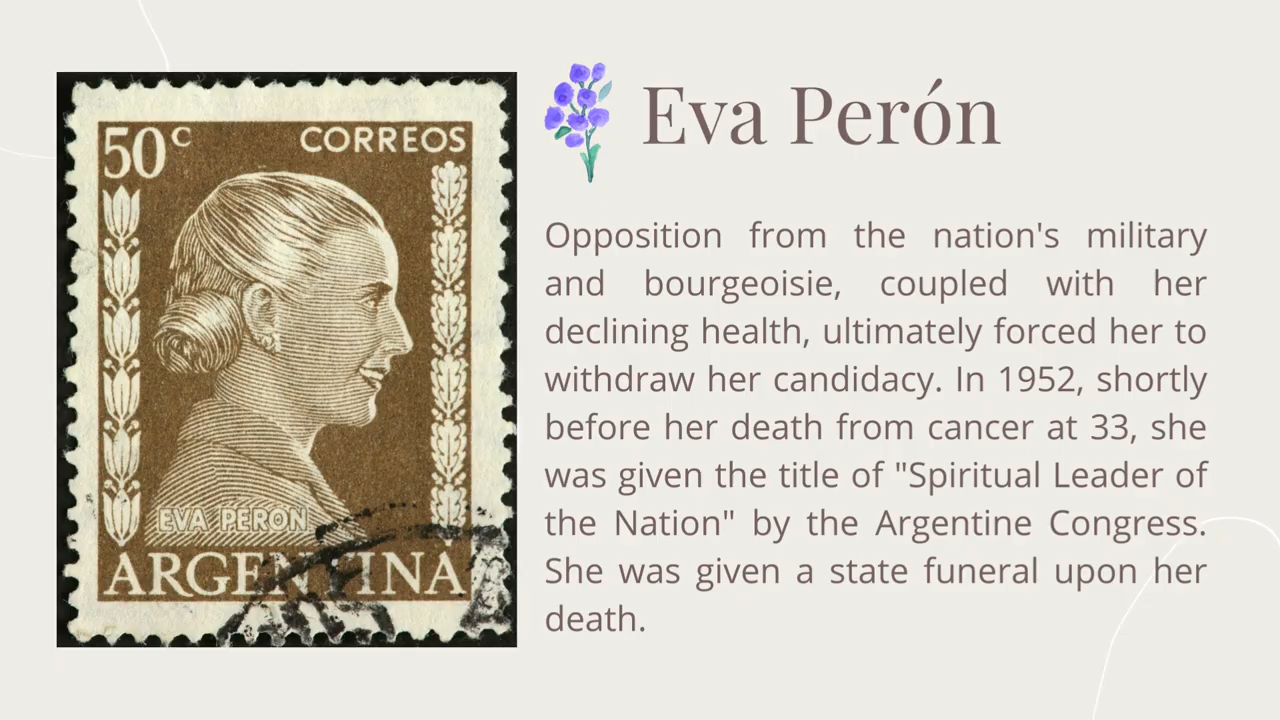 50c CORREOS
EVA PERON
ARGENTINA
Eva Perón
Opposition from the nation's military
and bourgeoisie, coupled with her
declining health, ultimately forced her to
withdraw her candidacy. In 1952, shortly
before her death from cancer at 33, she
was given the title of "Spiritual Leader of
the Nation" by the Argentine Congress.
She was given a state funeral upon her
death.